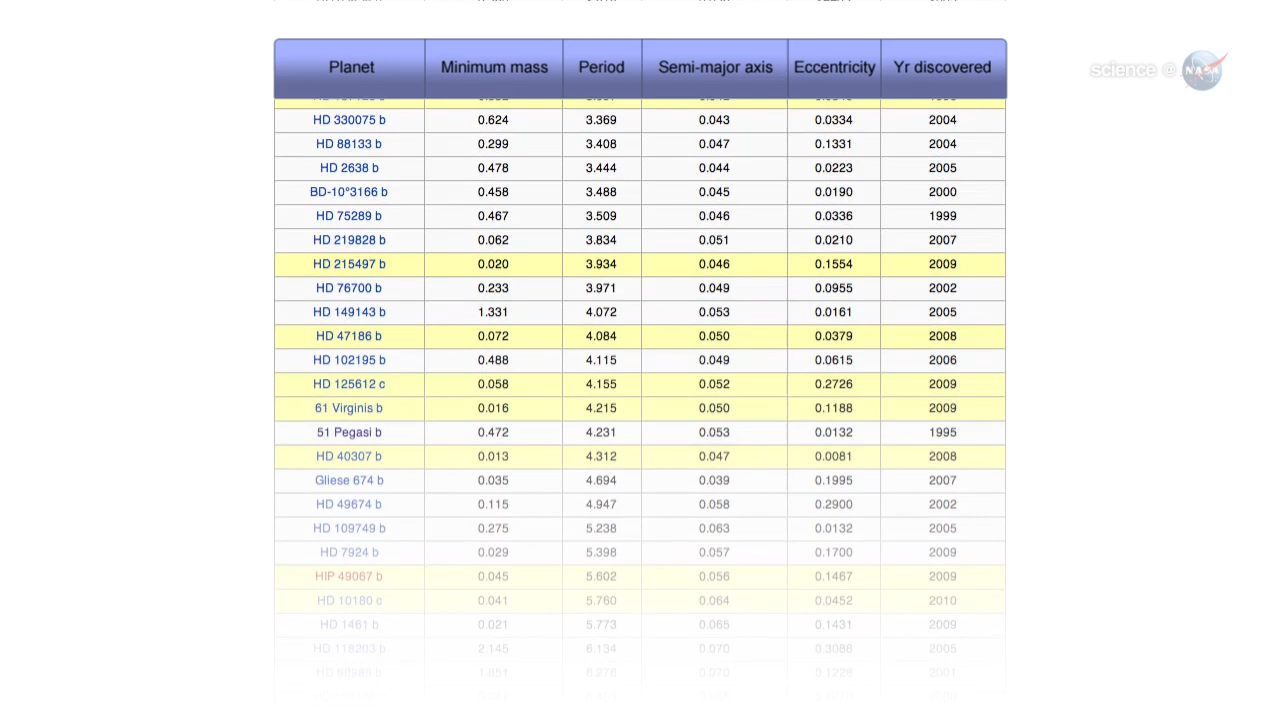 science @ NASA
Planet Minimum mass Period Semi-major axis Eccentricity Yr discovered
HD 330075 b 0.624 3.369 0.043 0.0334 2004
HD 88133 b 0.299 3.408 0.047 0.1331 2004
HD 2638 b 0.478 3.444 0.044 0.0223 2005
BD-10°3166 b 0.458 3.488 0.045 0.0190 2000
HD 75289 b 0.467 3.509 0.046 0.0336 1999
HD 219828 b 0.062 3.834 0.051 0.0210 2007
HD 215497 b 0.020 3.934 0.046 0.1554 2009
HD 76700 b 0.233 3.971 0.049 0.0955 2002
HD 149143 b 1.331 4.072 0.053 0.0161 2005
HD 47186 b 0.072 4.084 0.050 0.0379 2008
HD 102195 b 0.488 4.115 0.049 0.0615 2006
HD 125612 c 0.058 4.155 0.052 0.2726 2009
61 Virginis b 0.016 4.215 0.050 0.1188 2009
51 Pegasi b 0.472 4.231 0.053 0.0132 1995
HD 40307 b 0.013 4.312 0.047 0.0081 2008
Gliese 674 b 0.035 4.694 0.039 0.1995 2007
HD 49674 b 0.115 4.947 0.058 0.2900 2002
HD 109749 b 0.275 5.238 0.063 0.0132 2005
HD 7924 b 0.029 5.398 0.057 0.1700 2009
HIP 49067 b 0.045 5.602 0.056 0.1467 2009
HD 10180 c 0.041 5.760 0.064 0.0452 2010
HD 1461 b 0.021 5.773 0.065 0.1431 2009
HD 118203 b 2.145 6.134 0.070 0.3088 2005
HD 68988 b 1.851 6.276 0.070 2001